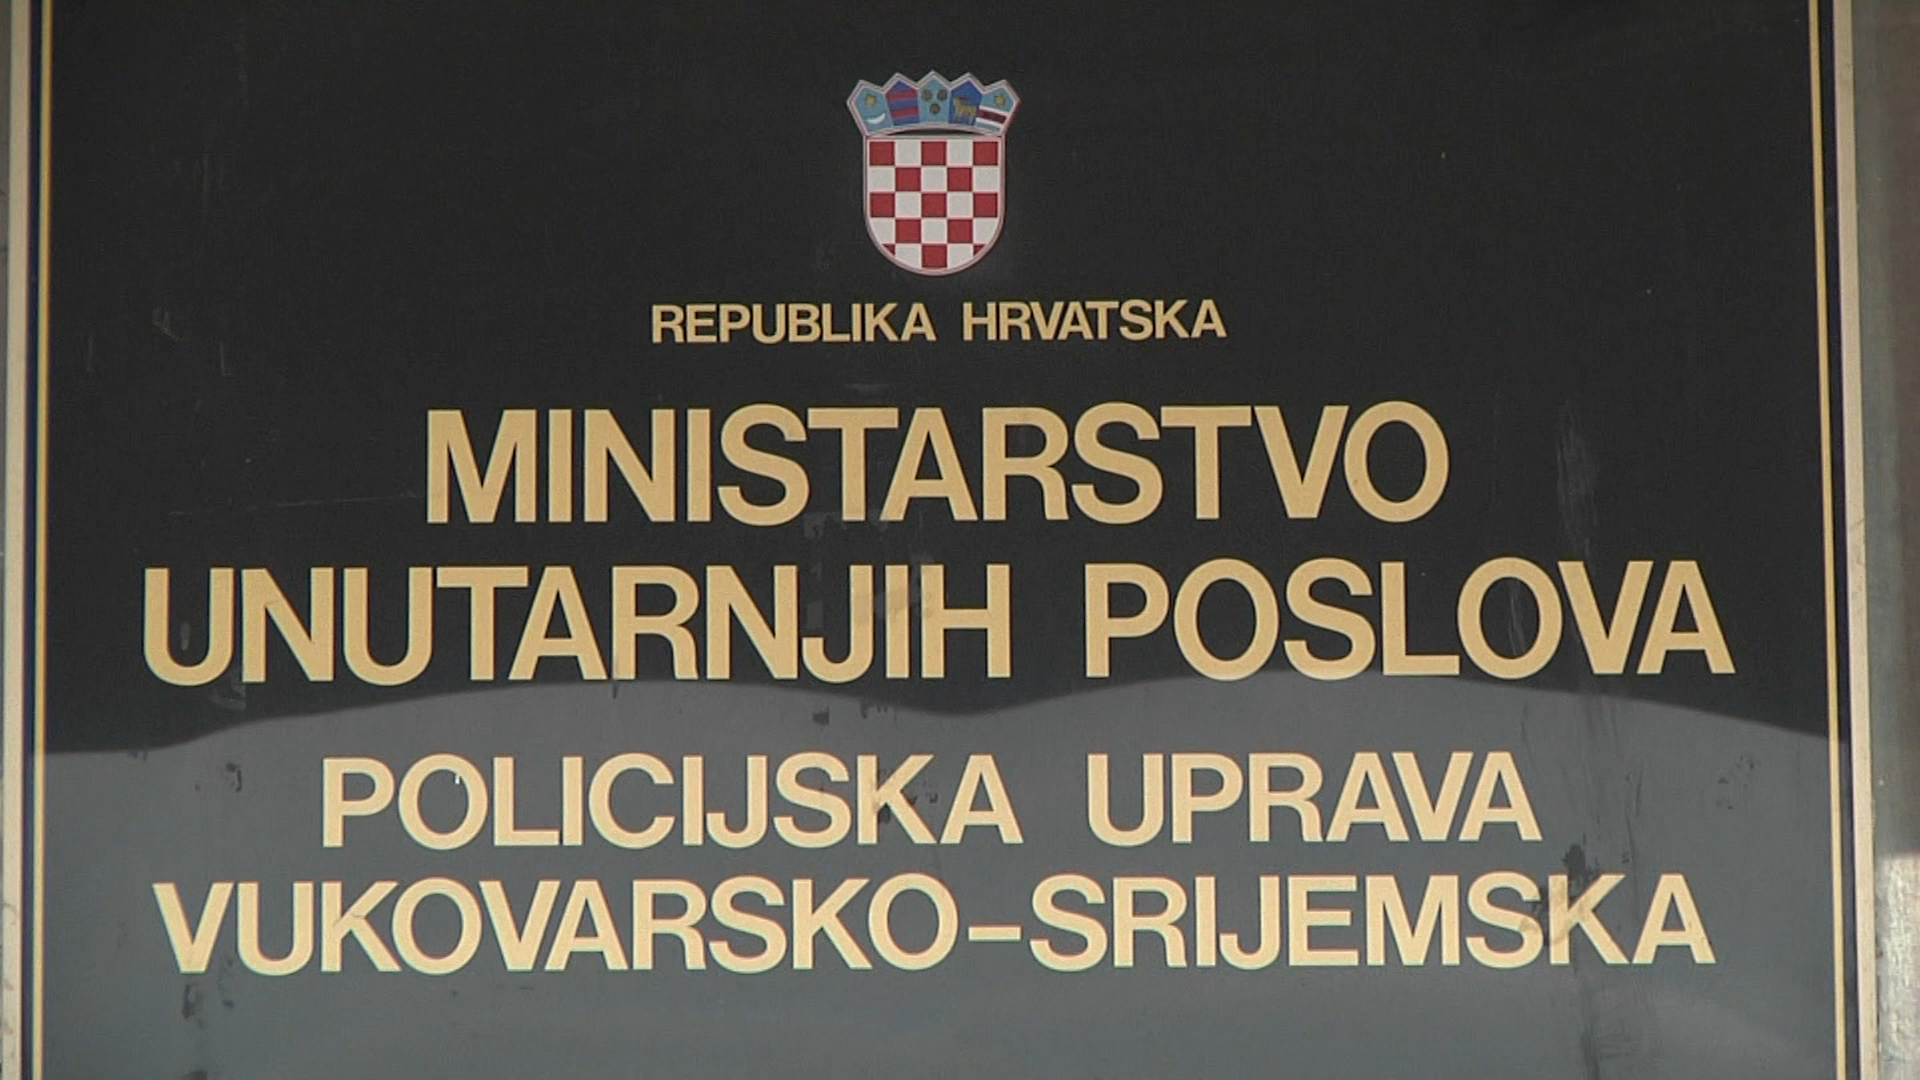 REPUBLIKA HRVATSKA
MINISTARSTVO
UNUTARNJIH POSLOVA
POLICIJSKA UPRAVA
VUKOVARSKO-SRIJEMSKA